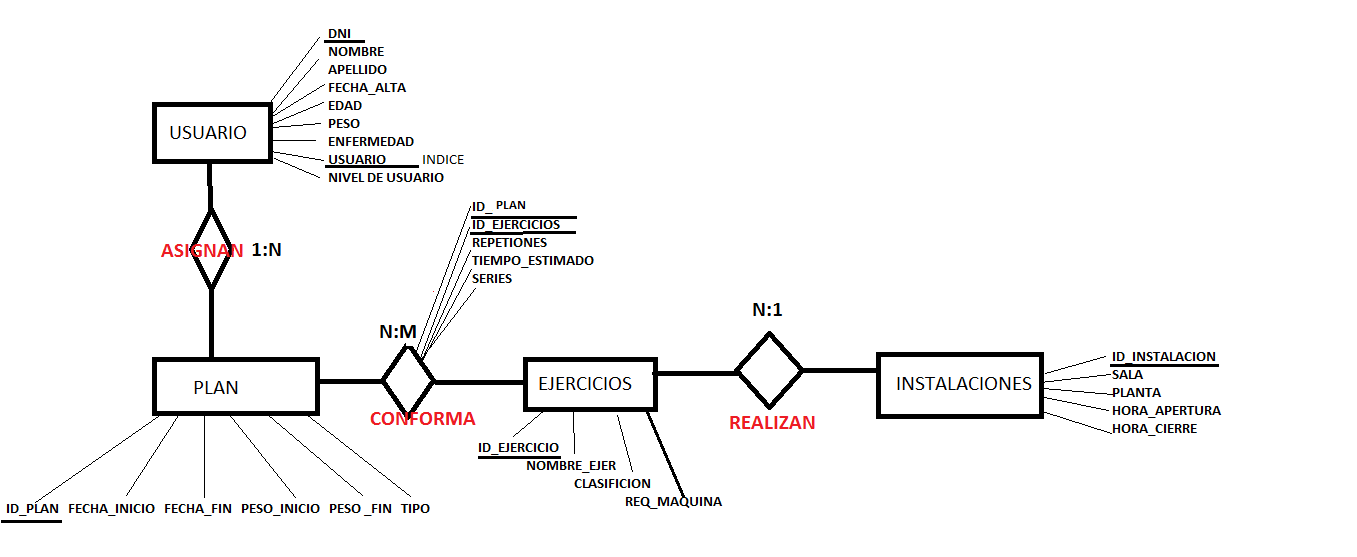 DNI
NOMBRE
APELLIDO
FECHA_ALTA
EDAD
PESO
ENFERMEDAD
USUARIO INDICE
NIVEL DE USUARIO
USUARIO
ASIGNAN 1:N
ID_ PLAN
ID_EJERCICIOS
REPETIONES
TIEMPO_ESTIMADO
SERIES
N:M
CONFORMA
PLAN
EJERCICIOS
N:1
REALIZAN
INSTALACIONES
ID_INSTALACION
SALA
PLANTA
HORA_APERTURA
HORA_CIERRE
ID_EJERCICIO
NOMBRE_EJER
CLASIFICION
REQ_MAQUINA
ID_PLAN FECHA_INICIO FECHA_FIN PESO_INICIO PESO _FIN TIPO